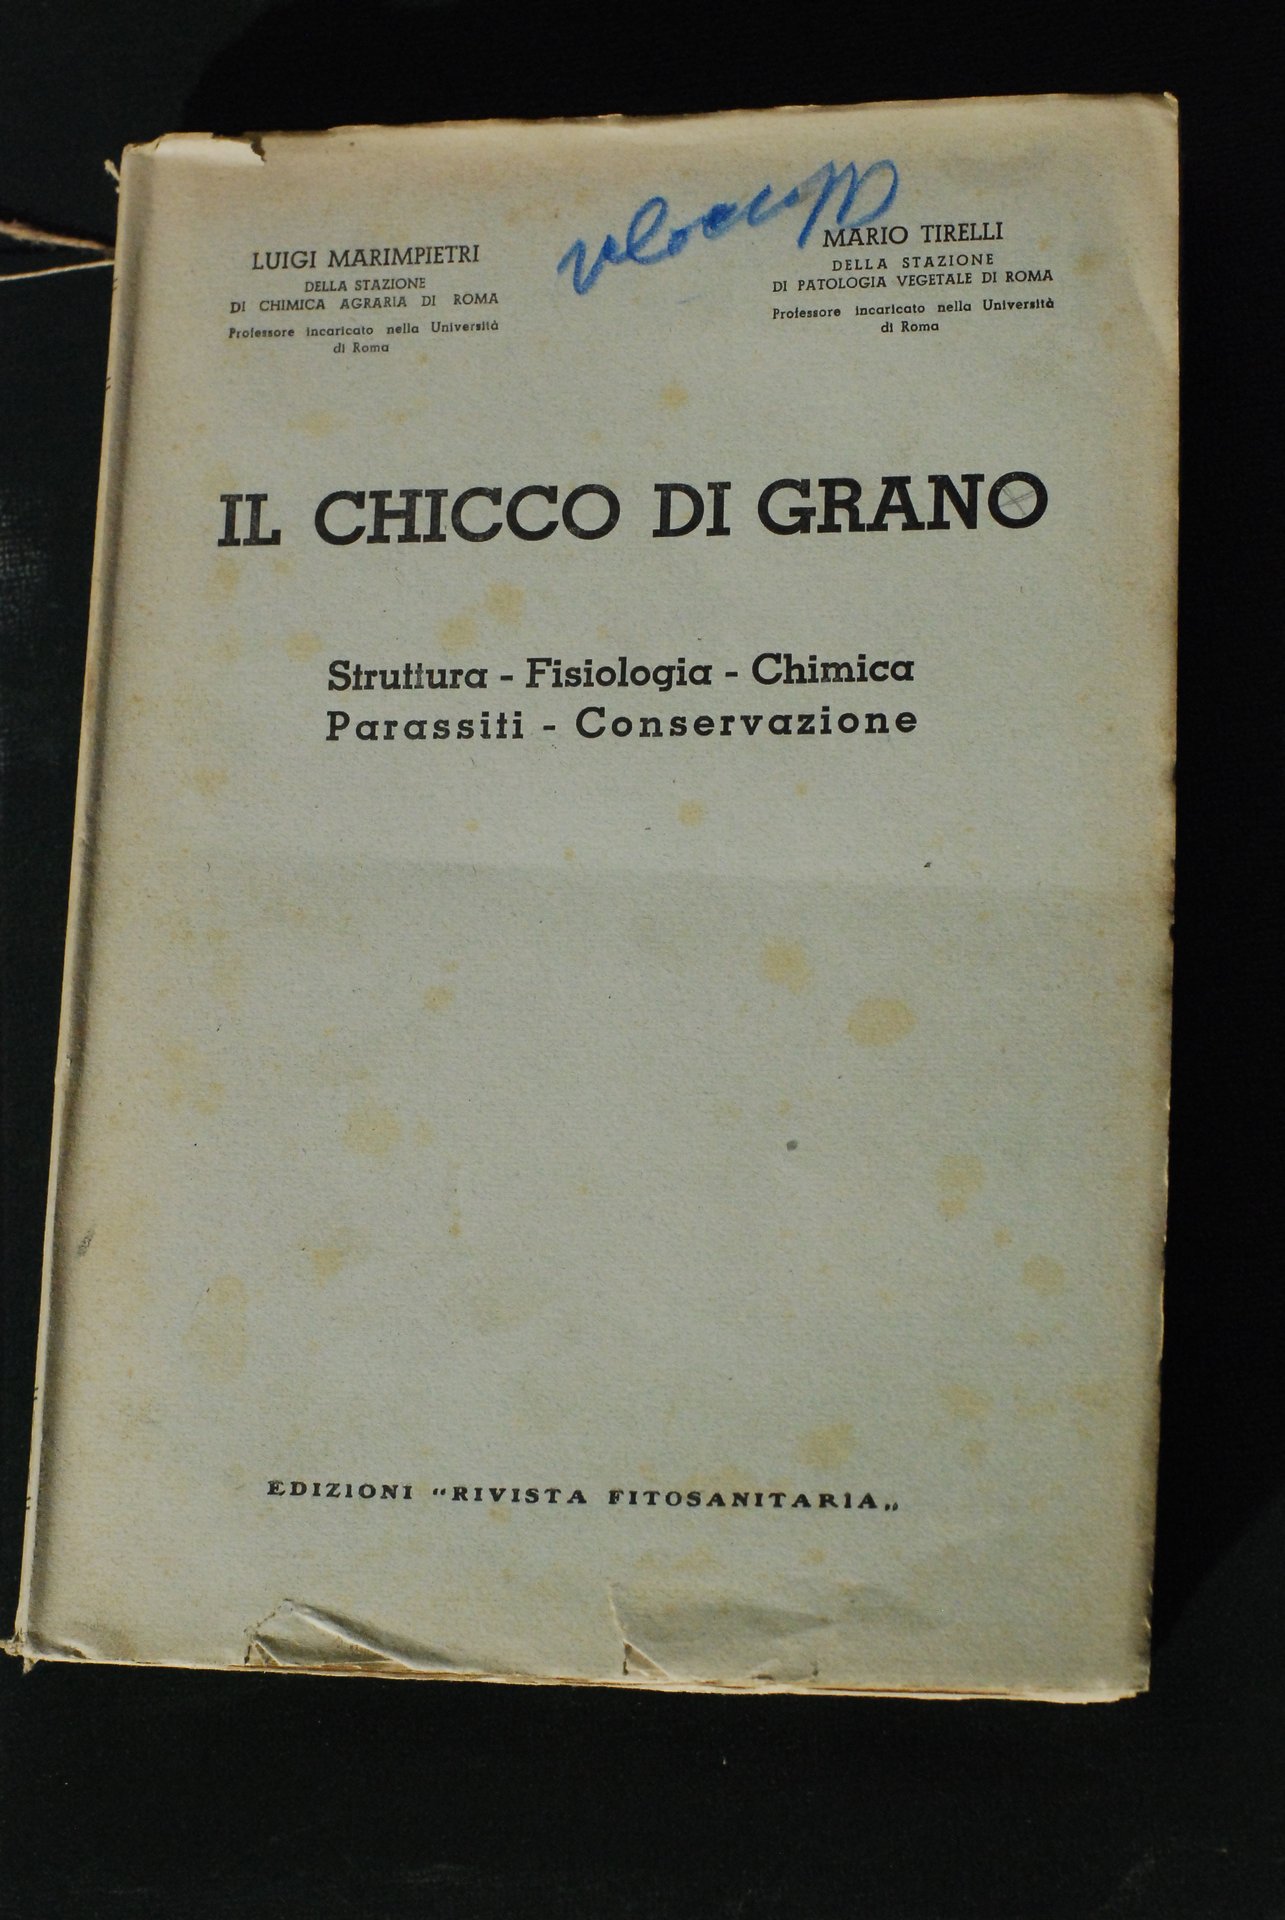 LUIGI MARIMPIETRI
DELLA STAZIONE
DI CHIMICA AGRARIA DI ROMA
Professore incaricato nella Università
di Roma
MARIO TIRELLI
DELLA STAZIONE
DI PATOLOGIA VEGETALE DI ROMA
Professore incaricato nella Università
di Roma
IL CHICCO DI GRANO
Struttura - Fisiologia - Chimica
Parassiti - Conservazione
EDIZIONI "RIVISTA FITOSANITARIA„